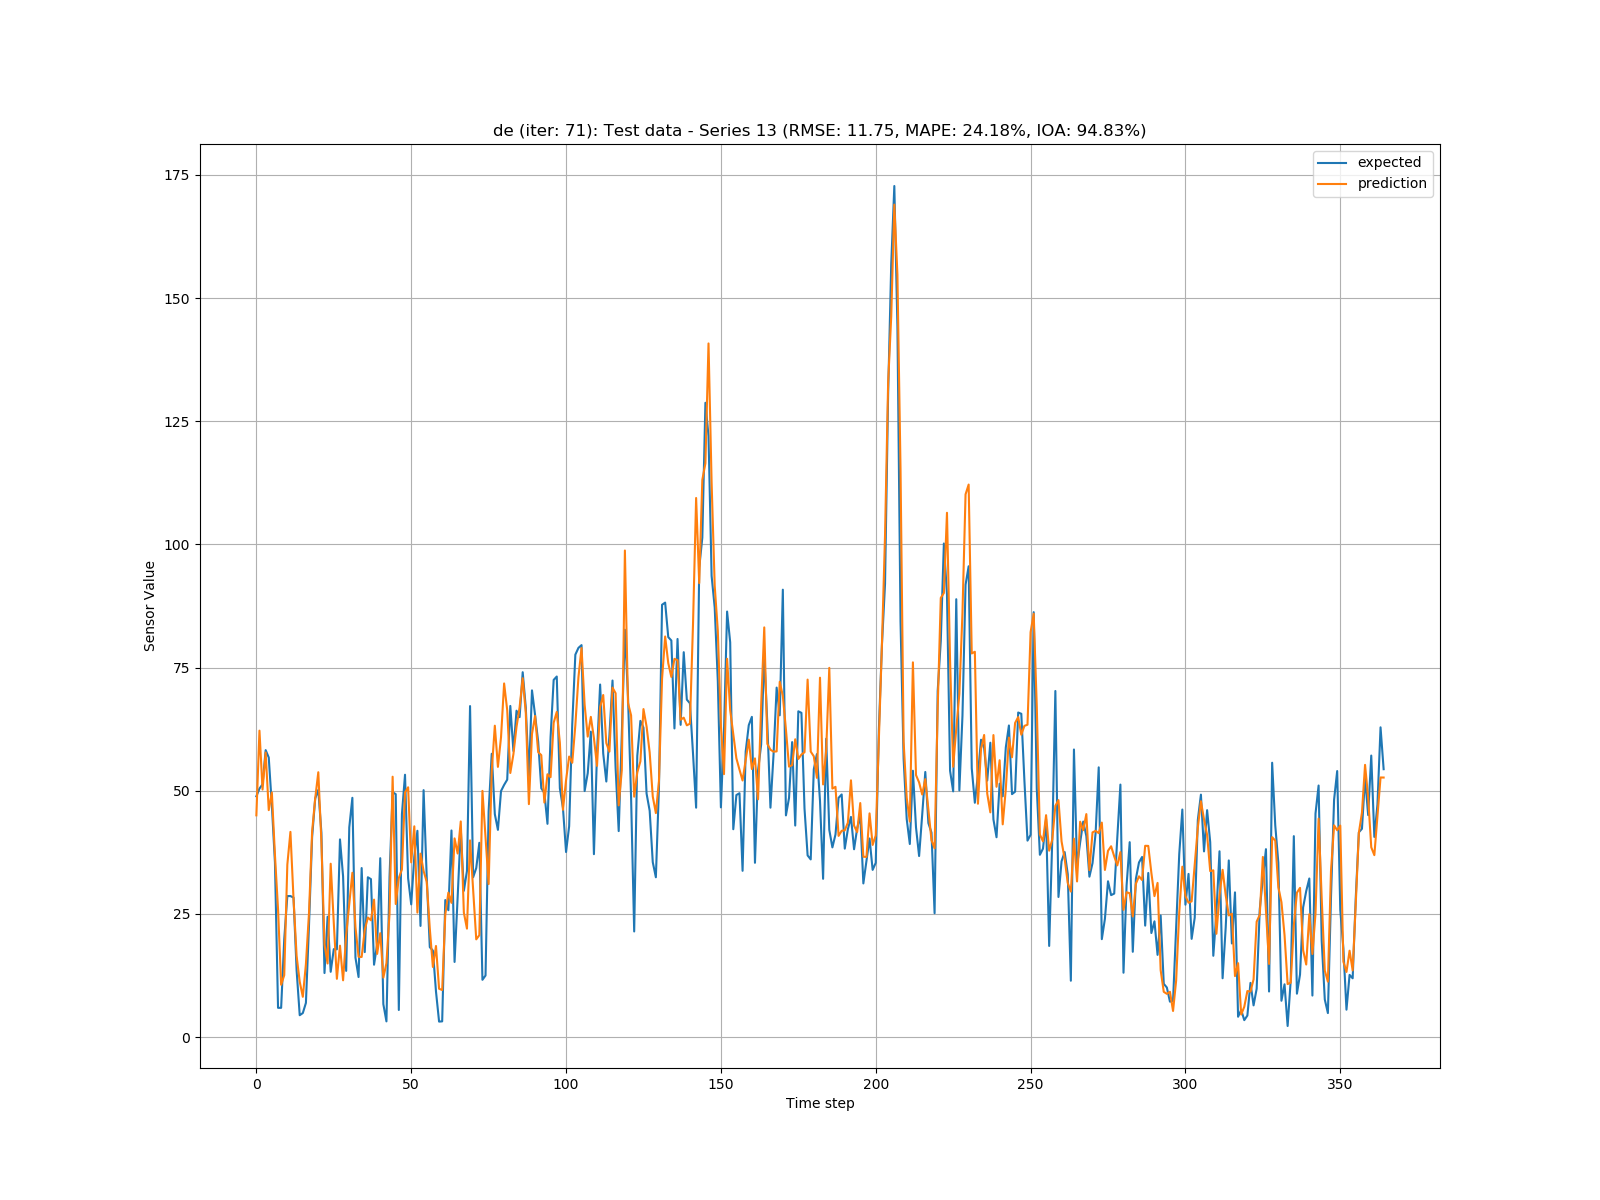 de (iter: 71): Test data - Series 13 (RMSE: 11.75, MAPE: 24.18%, IOA: 94.83%)
expected
prediction
175
150
125
100
75
50
25
0
Sensor Value
0 50 100 150 200 250 300 350
Time step